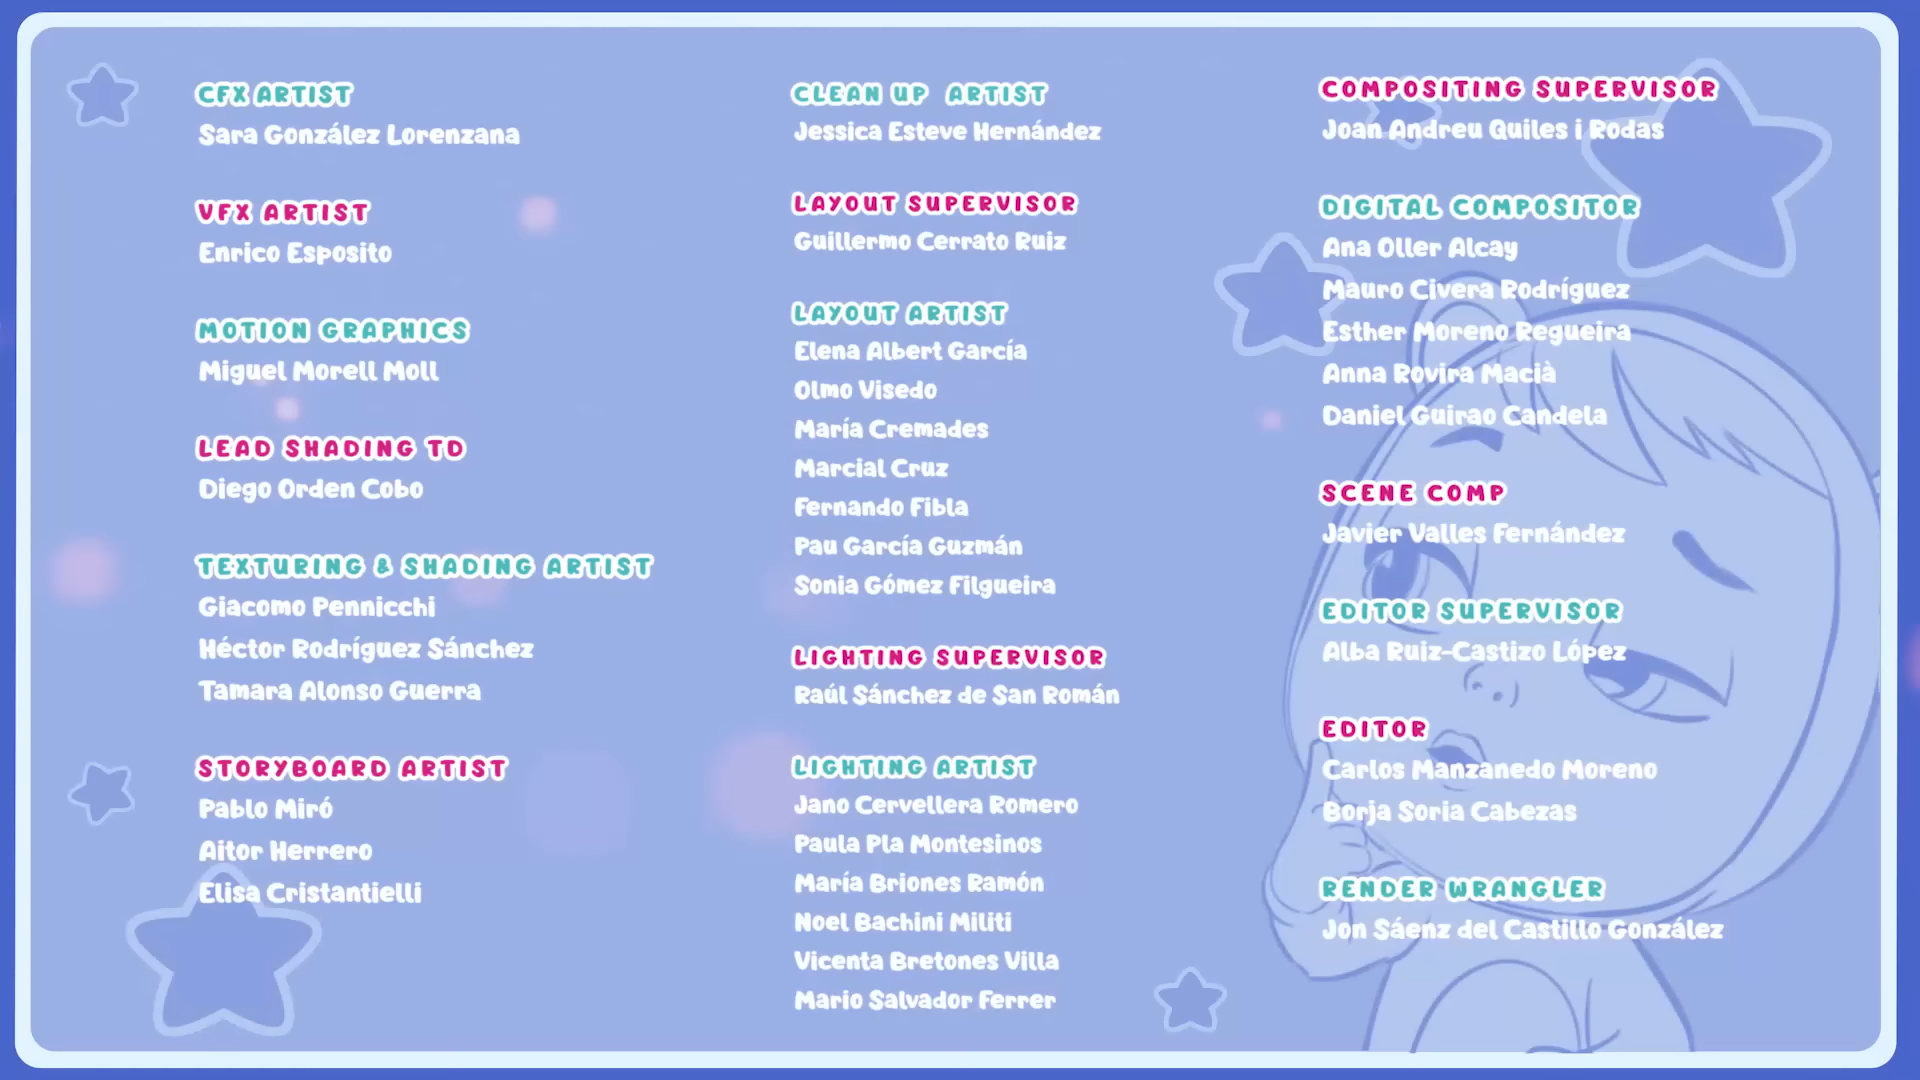 CFX ARTIST
Sara González Lorenzana
VFX ARTIST
Enrico Esposito
MOTION GRAPHICS
Miguel Morell Moll
LEAD SHADING TD
Diego Orden Cobo
TEXTURING & SHADING ARTIST
Giacomo Pennicchi
Héctor Rodríguez Sánchez
Tamara Alonso Guerra
STORYBOARD ARTIST
Pablo Miró
Aitor Herrero
Elisa Cristantielli
CLEAN UP ARTIST
Jessica Esteve Hernández
LAYOUT SUPERVISOR
Guillermo Cerrato Ruiz
LAYOUT ARTIST
Elena Albert García
Olmo Visedo
María Cremades
Marcial Cruz
Fernando Fibla
Pau García Guzmán
Sonia Gómez Filgueira
LIGHTING SUPERVISOR
Raúl Sánchez de San Román
LIGHTING ARTIST
Jano Cervellera Romero
Paula Pla Montesinos
María Briones Ramón
Noel Bachini Militi
Vicenta Bretones Villa
Mario Salvador Ferrer
COMPOSITING SUPERVISOR
Joan Andreu Quiles i Rodas
DIGITAL COMPOSITOR
Ana Oller Alcay
Mauro Civera Rodríguez
Esther Moreno Regueira
Anna Rovira Macià
Daniel Guirao Candela
SCENE COMP
Javier Valles Fernández
EDITOR SUPERVISOR
Alba Ruiz-Castizo López
EDITOR
Carlos Manzanedo Moreno
Borja Soria Cabezas
RENDER WRANGLER
Jon Sáenz del Castillo González